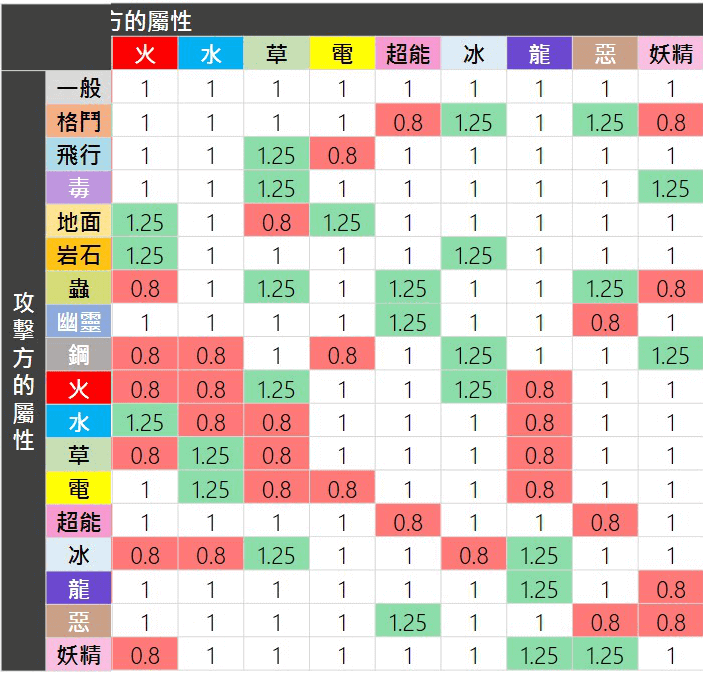 方的屬性
火 水 草 電 超能 冰 龍 惡 妖精
攻擊方的屬性
一般 1 1 1 1 1 1 1 1 1
格鬥 1 1 1 1 0.8 1.25 1 1.25 0.8
飛行 1 1 1.25 0.8 1 1 1 1 1
毒 1 1 1.25 1 1 1 1 1 1.25
地面 1.25 1 0.8 1.25 1 1 1 1 1
岩石 1.25 1 1 1 1 1.25 1 1 1
蟲 0.8 1 1.25 1 1.25 1 1 1.25 0.8
幽靈 1 1 1 1 1.25 1 1 0.8 1
鋼 0.8 0.8 1 0.8 1 1.25 1 1 1.25
火 0.8 0.8 1.25 1 1 1.25 0.8 1 1
水 1.25 0.8 0.8 1 1 1 0.8 1 1
草 0.8 1.25 0.8 1 1 1 0.8 1 1
電 1 1.25 0.8 0.8 1 1 0.8 1 1
超能 1 1 1 1 0.8 1 1 0.8 1
冰 0.8 0.8 1.25 1 1 0.8 1.25 1 1
龍 1 1 1 1 1 1 1.25 1 0.8
惡 1 1 1 1 1.25 1 1 0.8 0.8
妖精 0.8 1 1 1 1 1 1.25 1.25 1